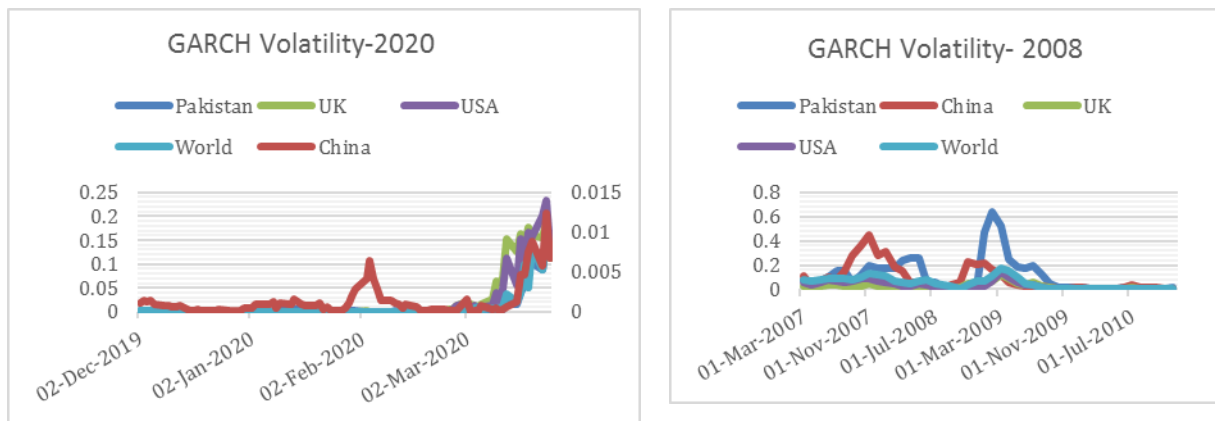 GARCH Volatility-2020
Pakistan UK USA
World China
0.25 0.015
0.2
0.15 0.01
0.1
0.05 0.005
0 0
02-Dec-2019 02-Jan-2020 02-Feb-2020 02-Mar-2020
GARCH Volatility- 2008
Pakistan China UK
USA World
0.8
0.6
0.4
0.2
0
01-Mar-2007 01-Nov-2007 01-Jul-2008 01-Mar-2009 01-Nov-2009 01-Jul-2010